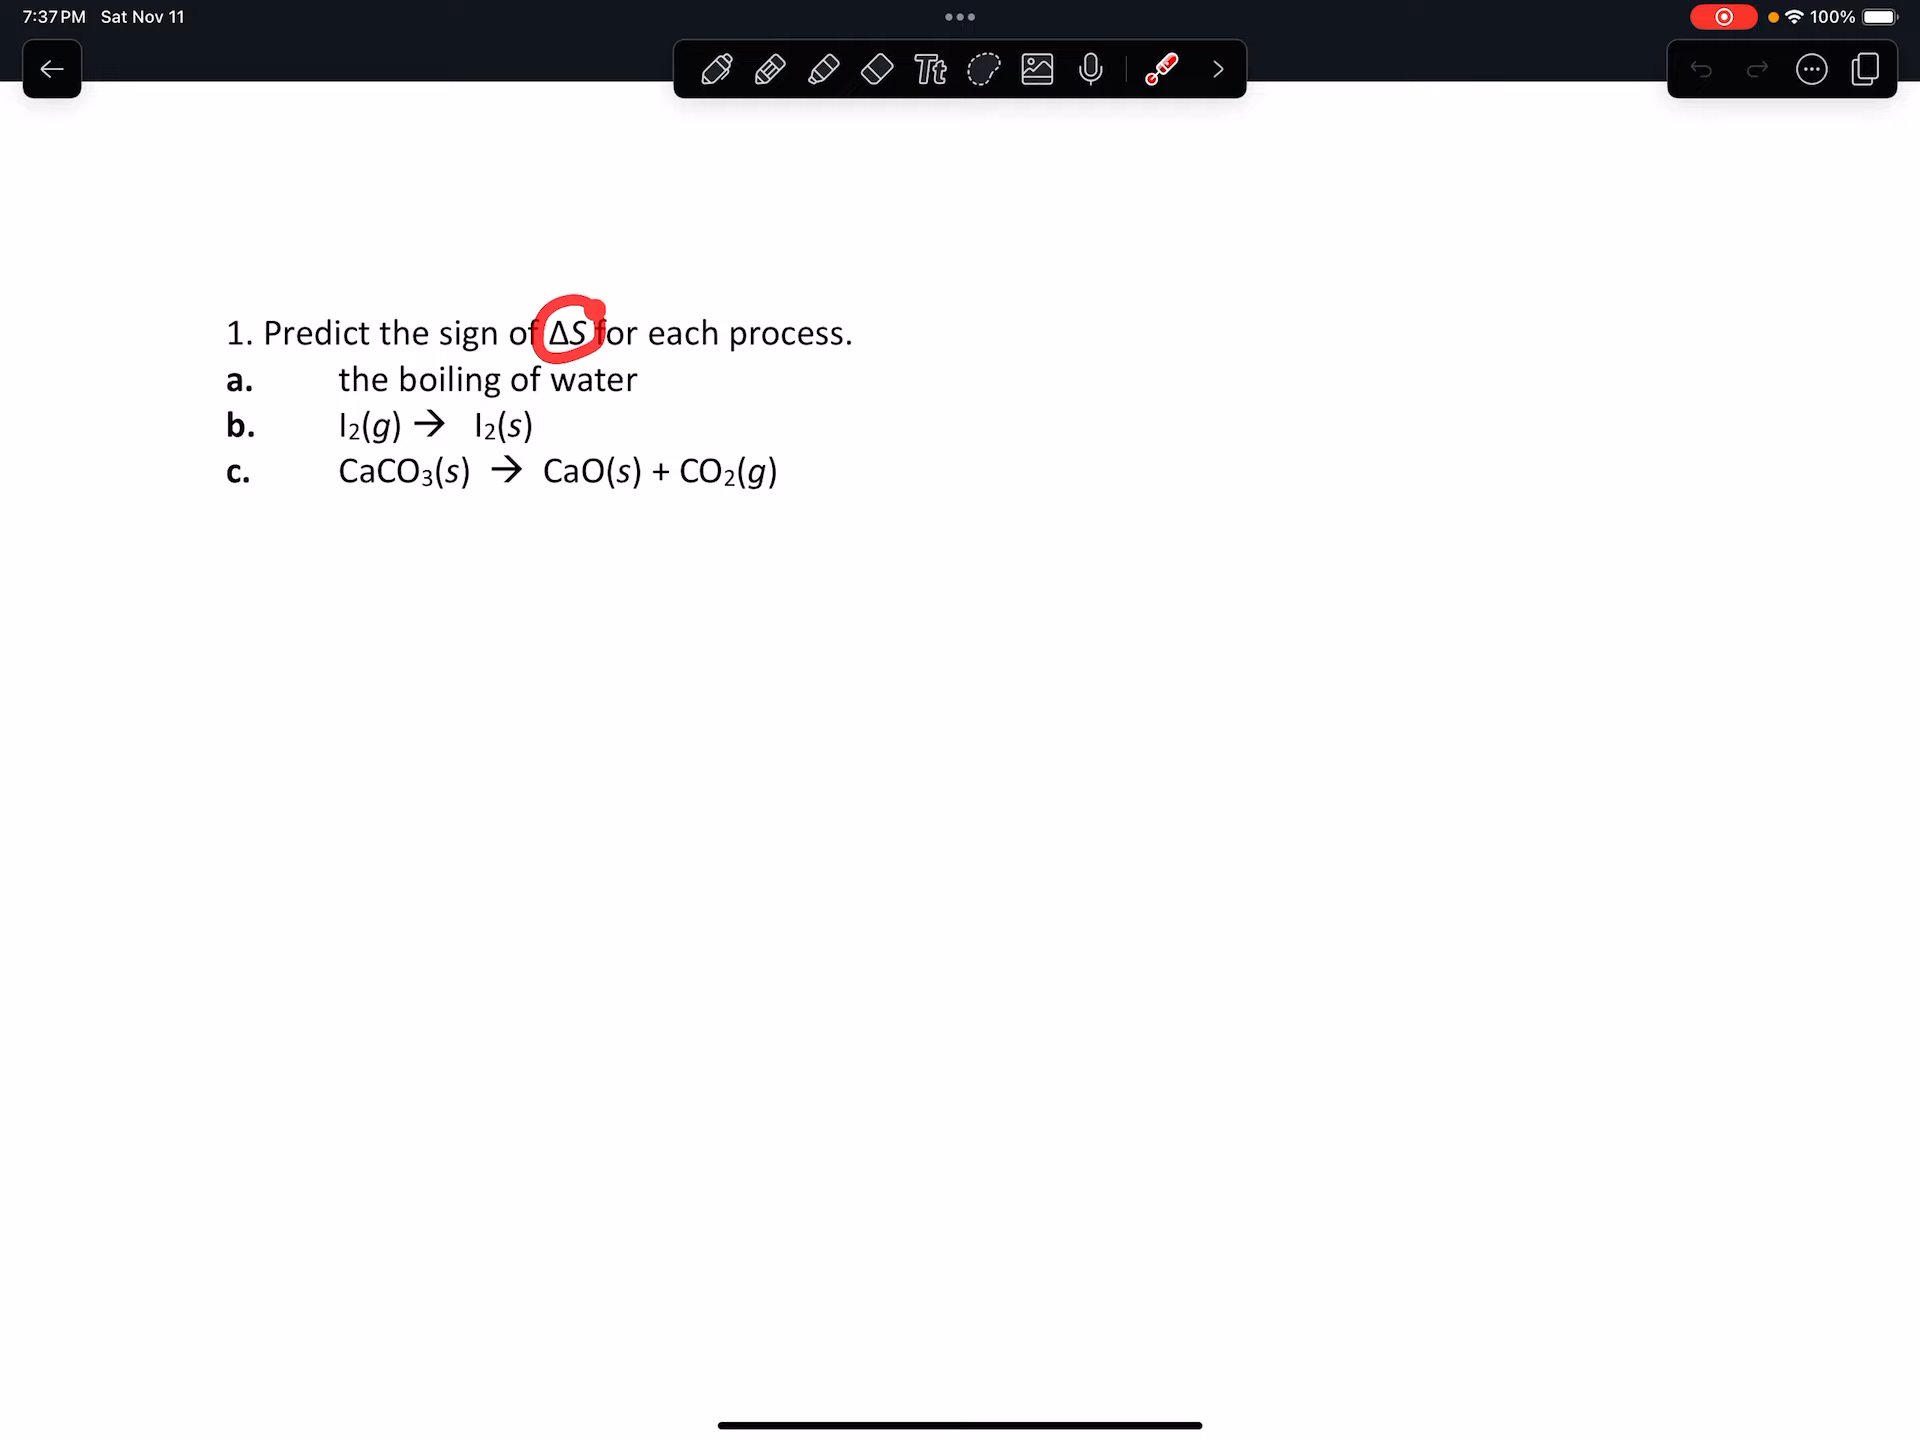 7:37 PM Sat Nov 11
100%
Tt
1. Predict the sign of ΔS for each process.
a. the boiling of water
b. I₂(g) → I₂(s)
c. CaCO₃(s) → CaO(s) + CO₂(g)